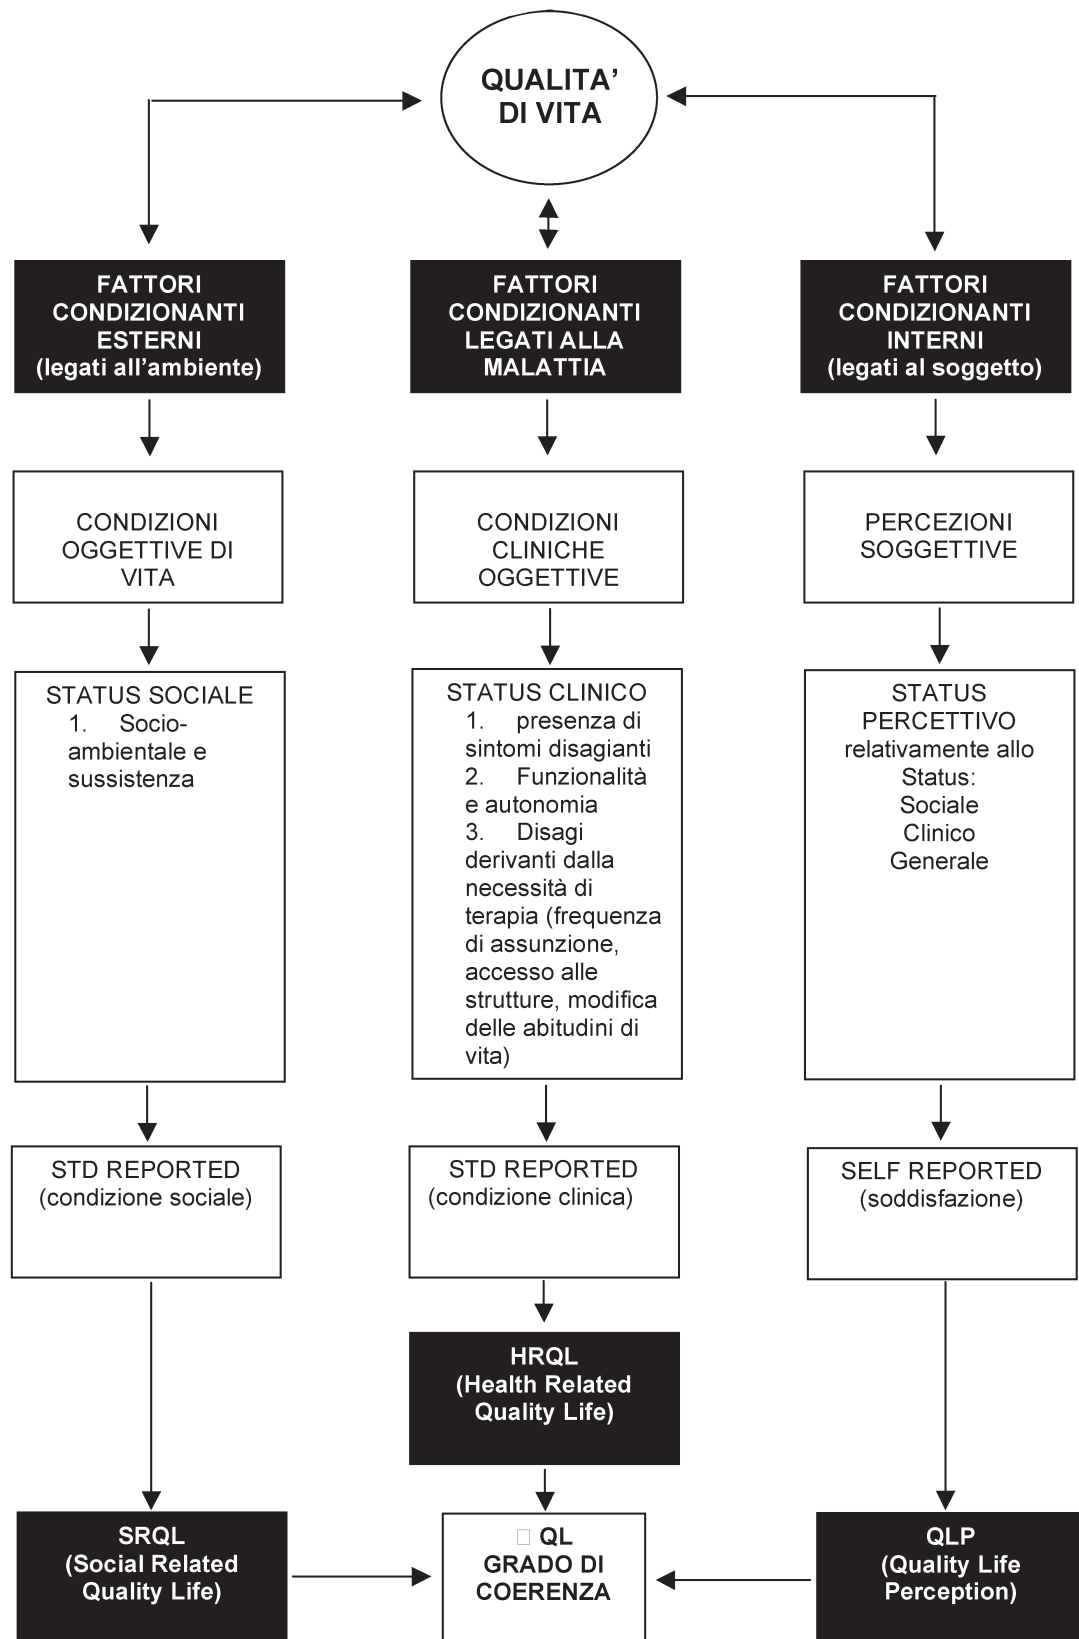 QUALITA’
DI VITA
FATTORI
CONDIZIONANTI
ESTERNI
(legati all’ambiente)
FATTORI
CONDIZIONANTI
LEGATI ALLA
MALATTIA
FATTORI
CONDIZIONANTI
INTERNI
(legati al soggetto)
CONDIZIONI
OGGETTIVE DI
VITA
CONDIZIONI
CLINICHE
OGGETTIVE
PERCEZIONI
SOGGETTIVE
STATUS SOCIALE
1. Socio-
ambientale e
sussistenza
STATUS CLINICO
1. presenza di
sintomi disagianti
2. Funzionalità
e autonomia
3. Disagi
derivanti dalla
necessità di
terapia (frequenza
di assunzione,
accesso alle
strutture, modifica
delle abitudini di
vita)
STATUS
PERCETTIVO
relativamente allo
Status:
Sociale
Clinico
Generale
STD REPORTED
(condizione sociale)
STD REPORTED
(condizione clinica)
SELF REPORTED
(soddisfazione)
HRQL
(Health Related
Quality Life)
SRQL
(Social Related
Quality Life)
□ QL
GRADO DI
COERENZA
QLP
(Quality Life
Perception)